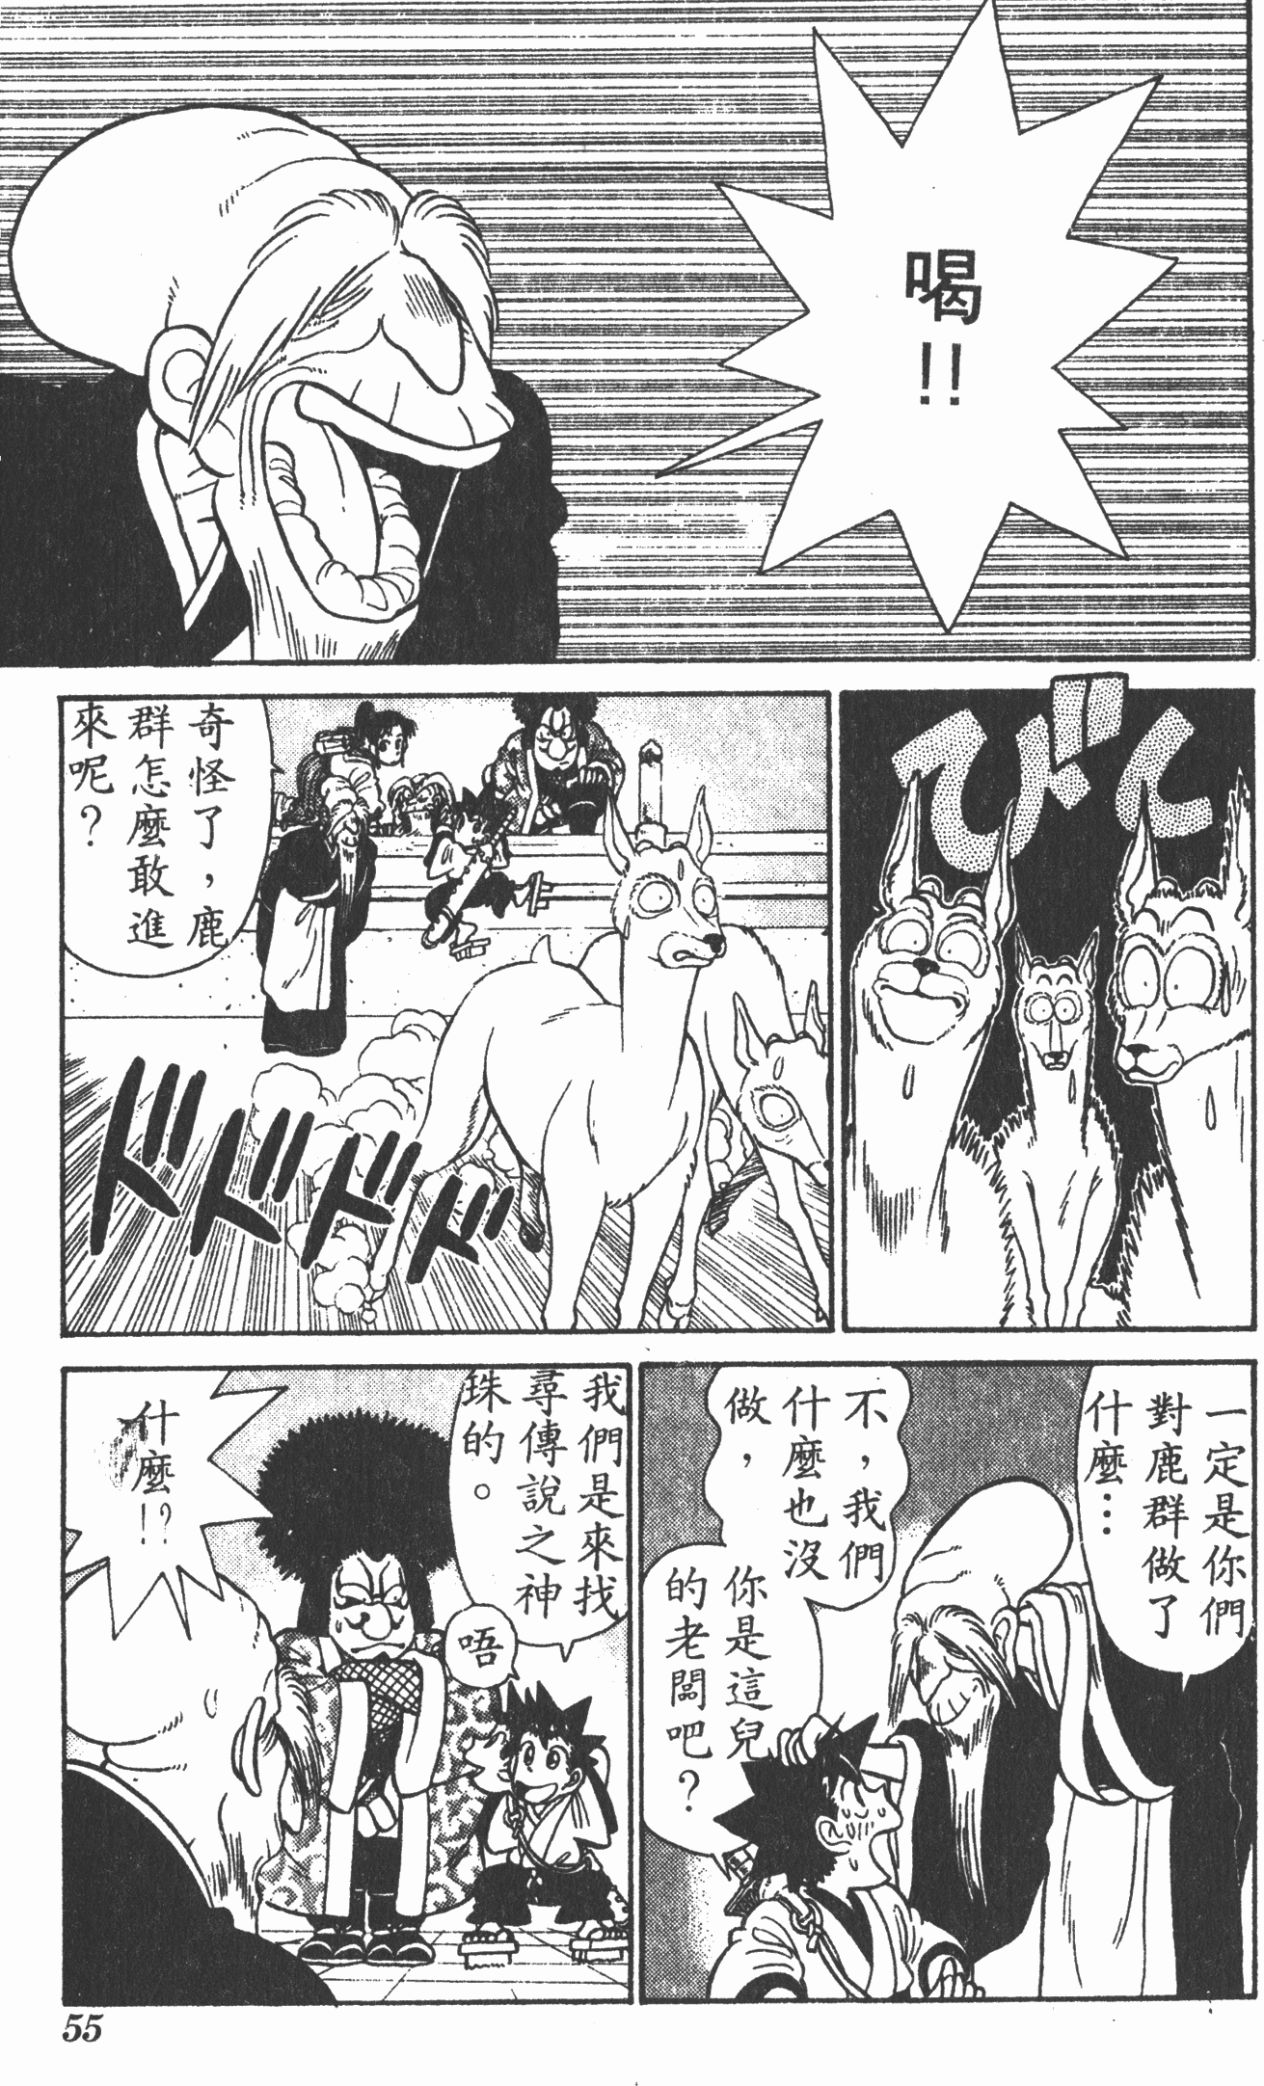 喝!!
びくっ
奇怪了，鹿
群怎麼敢進
來呢？
ドドドド
一定是你們
對鹿群做了
什麼…
不，我們
什麼也沒
做，
你是這兒
的老闆吧？
我們是來找
尋傳說之神
珠的。
唔
什麼!?
55